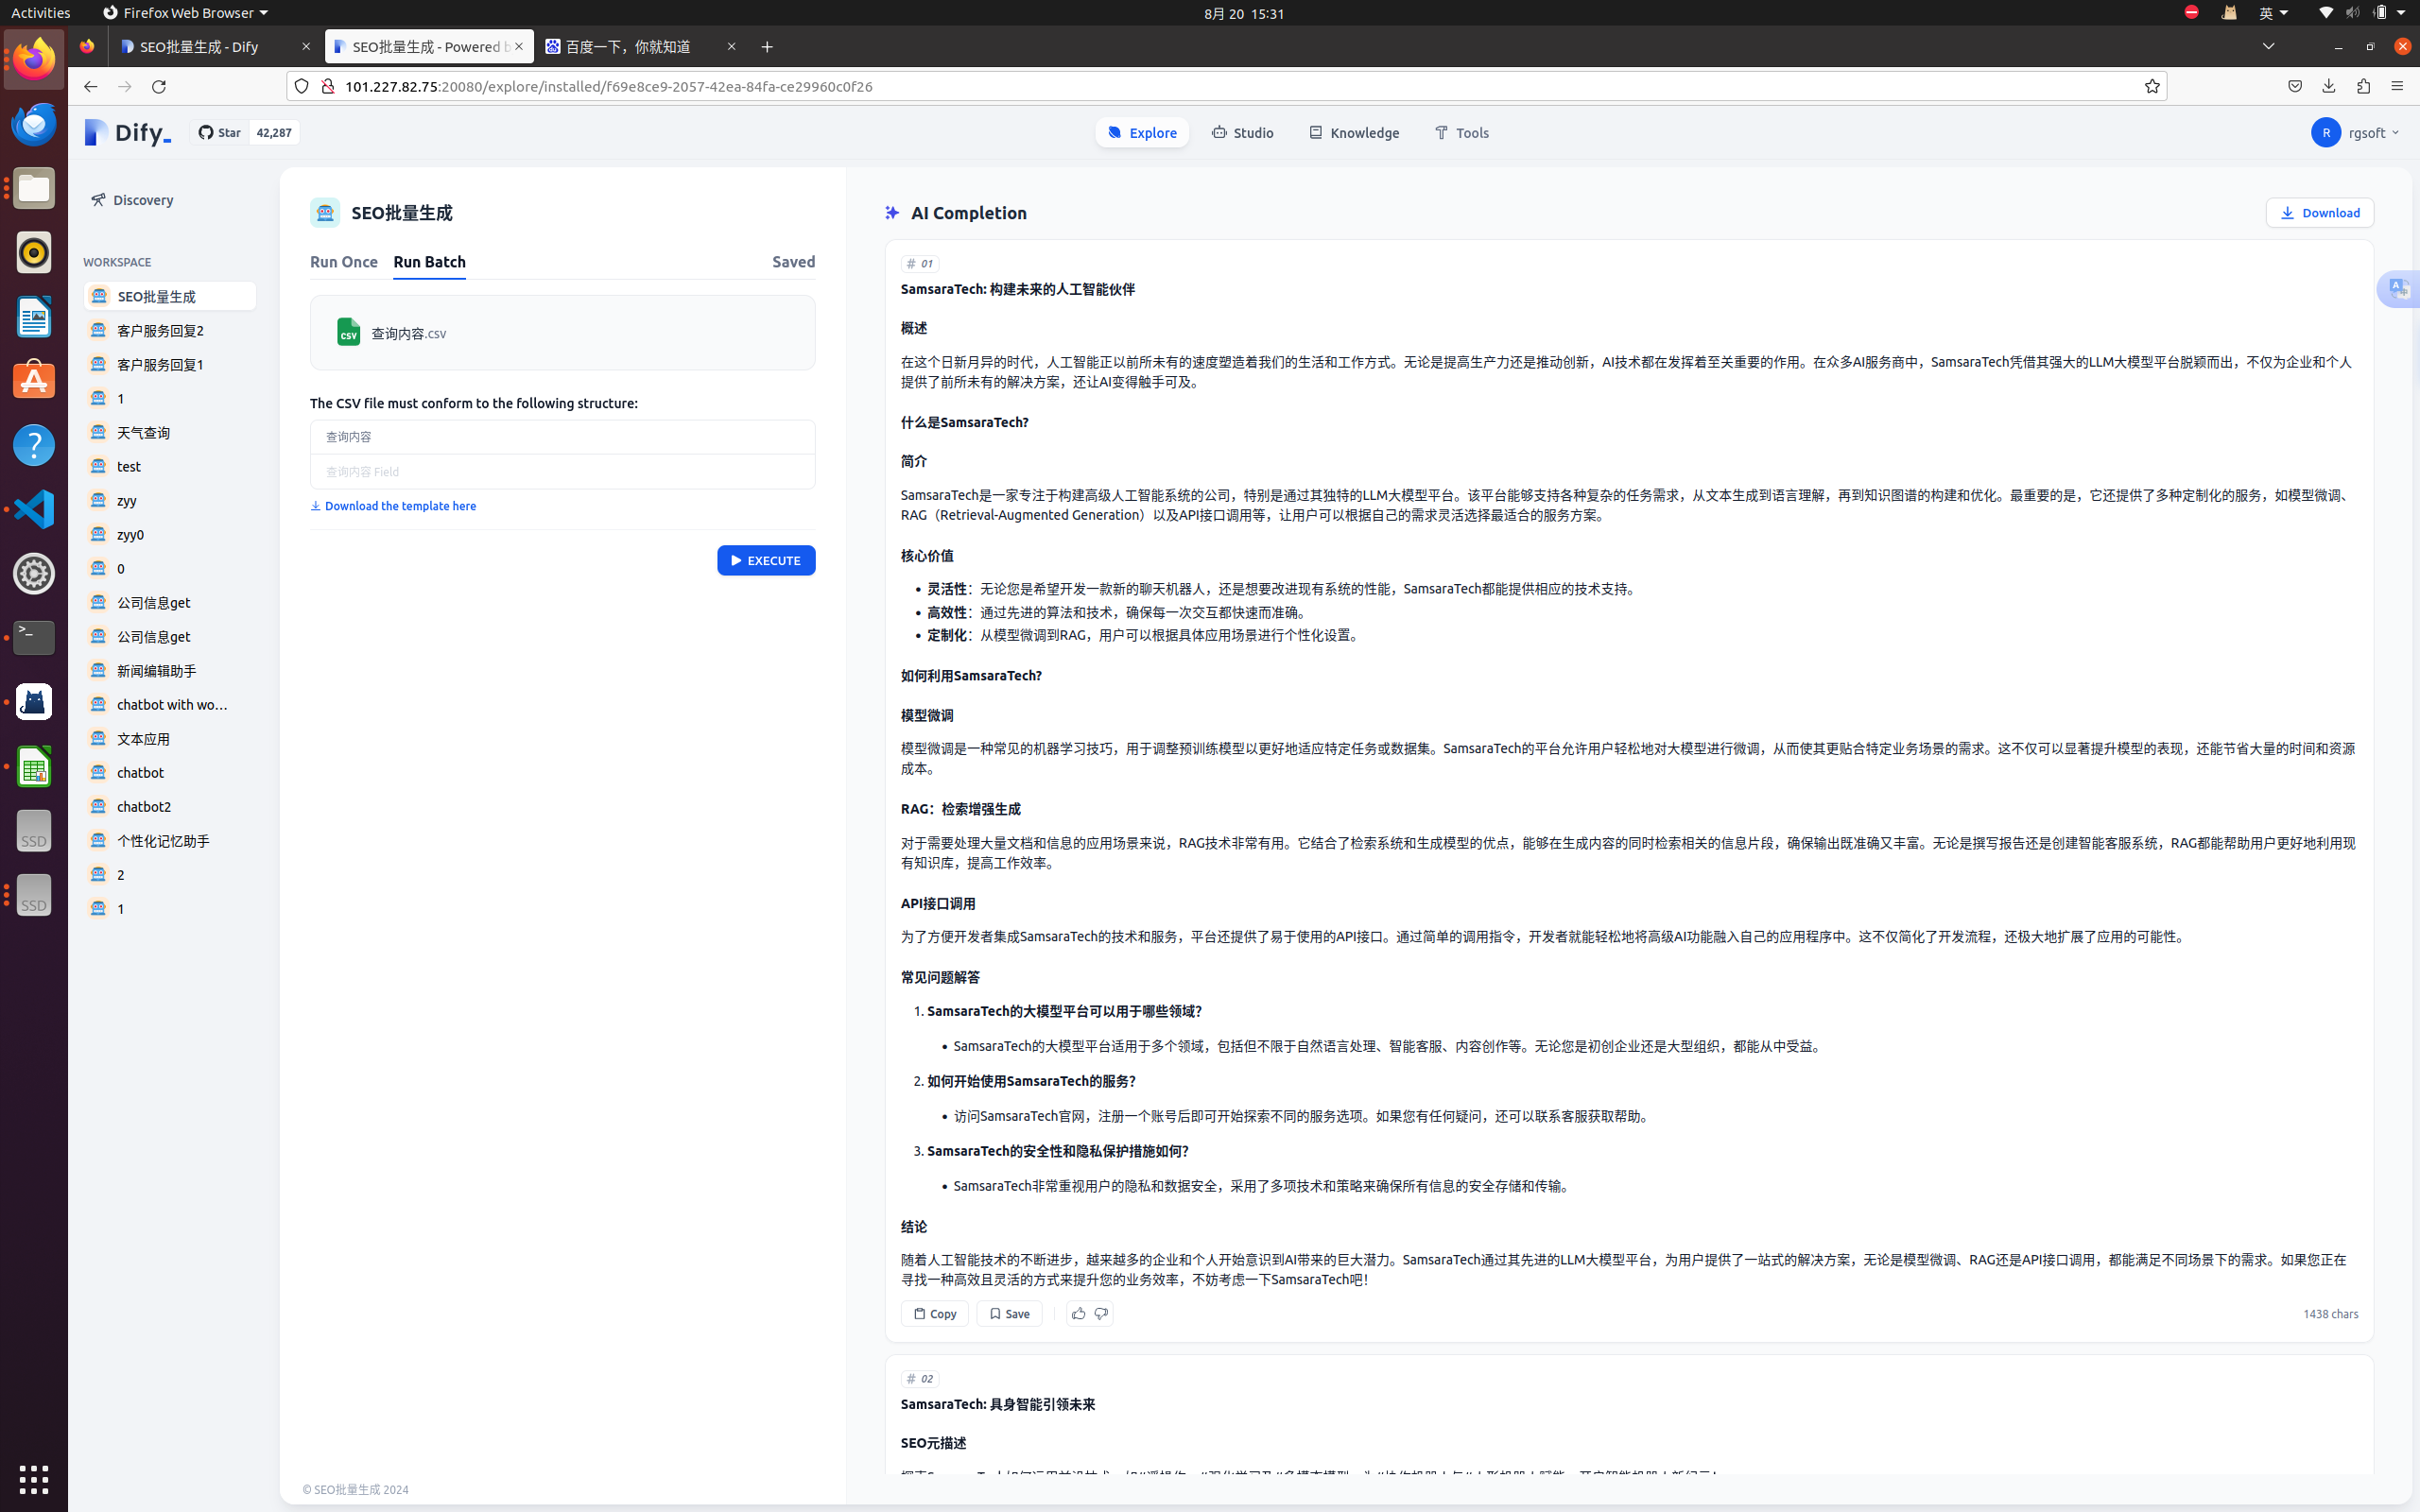 Activities
Firefox Web Browser
8月 20 15:31
英
SEO批量生成 - Dify
SEO批量生成 - Powered b
百度一下，你就知道
101.227.82.75:20080/explore/installed/f69e8ce9-2057-42ea-84fa-ce29960c0f26
Dify_
Star
42,287
Explore
Studio
Knowledge
Tools
R
rgsoft
Discovery
WORKSPACE
SEO批量生成
客户服务回复2
客户服务回复1
1
天气查询
test
zyy
zyy0
0
公司信息get
公司信息get
新闻编辑助手
chatbot with wo…
文本应用
chatbot
chatbot2
个性化记忆助手
2
1
SSD
SSD
SEO批量生成
Run Once
Run Batch
Saved
CSV
查询内容.csv
The CSV file must conform to the following structure:
查询内容
查询内容 Field
Download the template here
EXECUTE
© SEO批量生成 2024
AI Completion
Download
# 01
SamsaraTech: 构建未来的人工智能伙伴
概述
在这个日新月异的时代，人工智能正以前所未有的速度塑造着我们的生活和工作方式。无论是提高生产力还是推动创新，AI技术都在发挥着至关重要的作用。在众多AI服务商中，SamsaraTech凭借其强大的LLM大模型平台脱颖而出，不仅为企业和个人
提供了前所未有的解决方案，还让AI变得触手可及。
什么是SamsaraTech?
简介
SamsaraTech是一家专注于构建高级人工智能系统的公司，特别是通过其独特的LLM大模型平台。该平台能够支持各种复杂的任务需求，从文本生成到语言理解，再到知识图谱的构建和优化。最重要的是，它还提供了多种定制化的服务，如模型微调、
RAG（Retrieval-Augmented Generation）以及API接口调用等，让用户可以根据自己的需求灵活选择最适合的服务方案。
核心价值
• 灵活性：无论您是希望开发一款新的聊天机器人，还是想要改进现有系统的性能，SamsaraTech都能提供相应的技术支持。
• 高效性：通过先进的算法和技术，确保每一次交互都快速而准确。
• 定制化：从模型微调到RAG，用户可以根据具体应用场景进行个性化设置。
如何利用SamsaraTech?
模型微调
模型微调是一种常见的机器学习技巧，用于调整预训练模型以更好地适应特定任务或数据集。SamsaraTech的平台允许用户轻松地对大模型进行微调，从而使其更贴合特定业务场景的需求。这不仅可以显著提升模型的表现，还能节省大量的时间和资源
成本。
RAG：检索增强生成
对于需要处理大量文档和信息的应用场景来说，RAG技术非常有用。它结合了检索系统和生成模型的优点，能够在生成内容的同时检索相关的信息片段，确保输出既准确又丰富。无论是撰写报告还是创建智能客服系统，RAG都能帮助用户更好地利用现
有知识库，提高工作效率。
API接口调用
为了方便开发者集成SamsaraTech的技术和服务，平台还提供了易于使用的API接口。通过简单的调用指令，开发者就能轻松地将高级AI功能融入自己的应用程序中。这不仅简化了开发流程，还极大地扩展了应用的可能性。
常见问题解答
1. SamsaraTech的大模型平台可以用于哪些领域？
• SamsaraTech的大模型平台适用于多个领域，包括但不限于自然语言处理、智能客服、内容创作等。无论您是初创企业还是大型组织，都能从中受益。
2. 如何开始使用SamsaraTech的服务？
• 访问SamsaraTech官网，注册一个账号后即可开始探索不同的服务选项。如果您有任何疑问，还可以联系客服获取帮助。
3. SamsaraTech的安全性和隐私保护措施如何？
• SamsaraTech非常重视用户的隐私和数据安全，采用了多项技术和策略来确保所有信息的安全存储和传输。
结论
随着人工智能技术的不断进步，越来越多的企业和个人开始意识到AI带来的巨大潜力。SamsaraTech通过其先进的LLM大模型平台，为用户提供了一站式的解决方案，无论是模型微调、RAG还是API接口调用，都能满足不同场景下的需求。如果您正在
寻找一种高效且灵活的方式来提升您的业务效率，不妨考虑一下SamsaraTech吧！
Copy
Save
1438 chars
# 02
SamsaraTech: 具身智能引领未来
SEO元描述